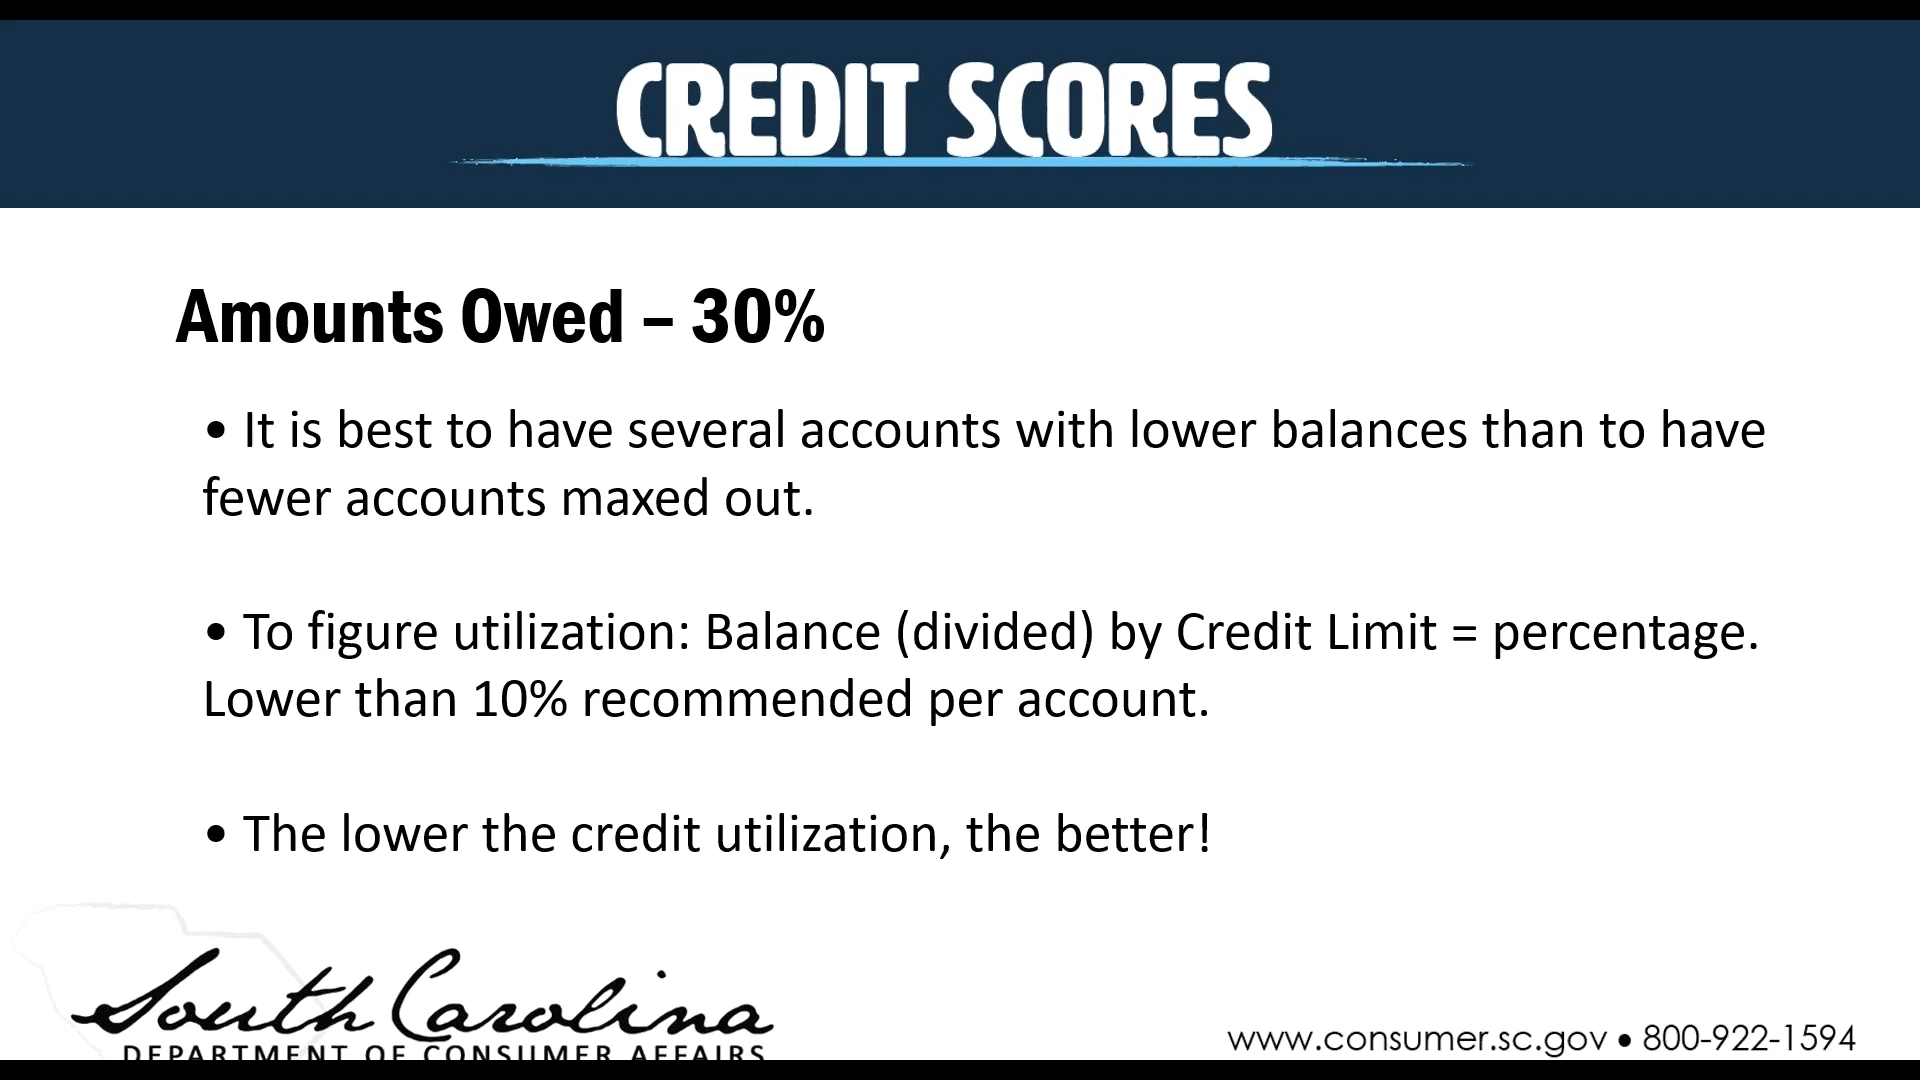 CREDIT SCORES
Amounts Owed – 30%
• It is best to have several accounts with lower balances than to have
fewer accounts maxed out.
• To figure utilization: Balance (divided) by Credit Limit = percentage.
Lower than 10% recommended per account.
• The lower the credit utilization, the better!
South Carolina
DEPARTMENT OF CONSUMER AFFAIRS
www.consumer.sc.gov • 800-922-1594